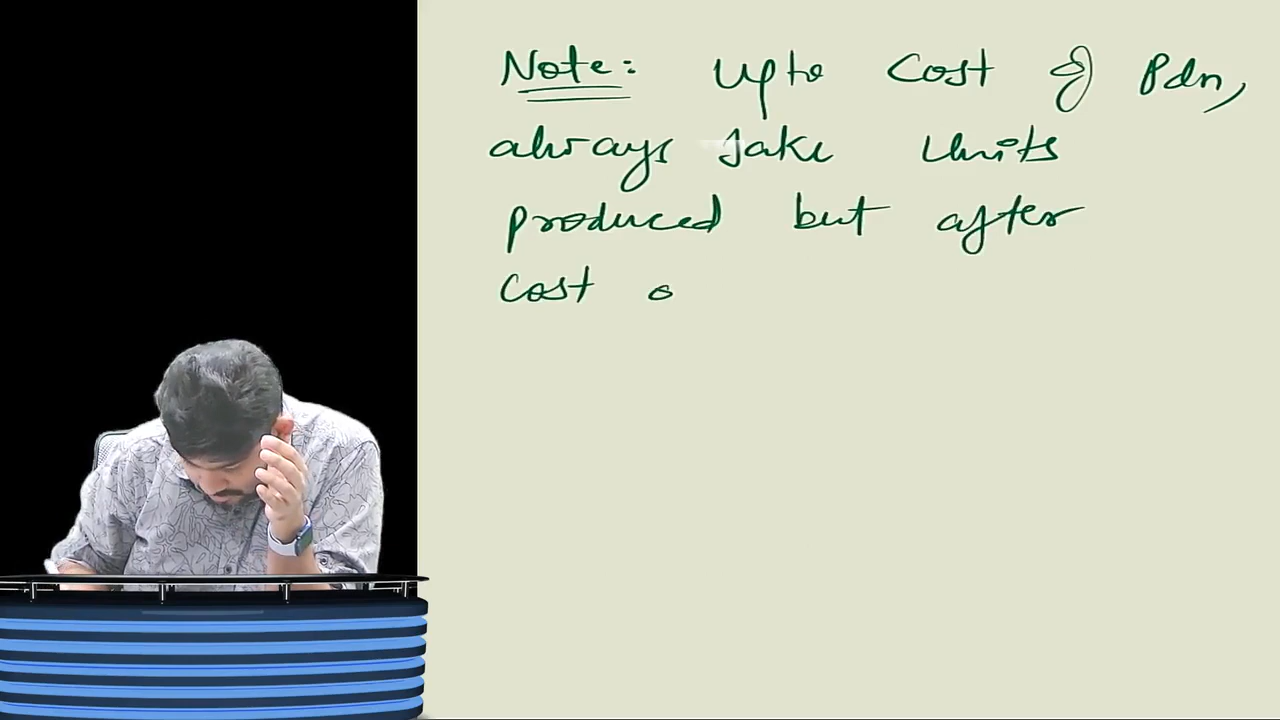 Note: Upto Cost of Pdn,
always take Units
produced but after
Cost o